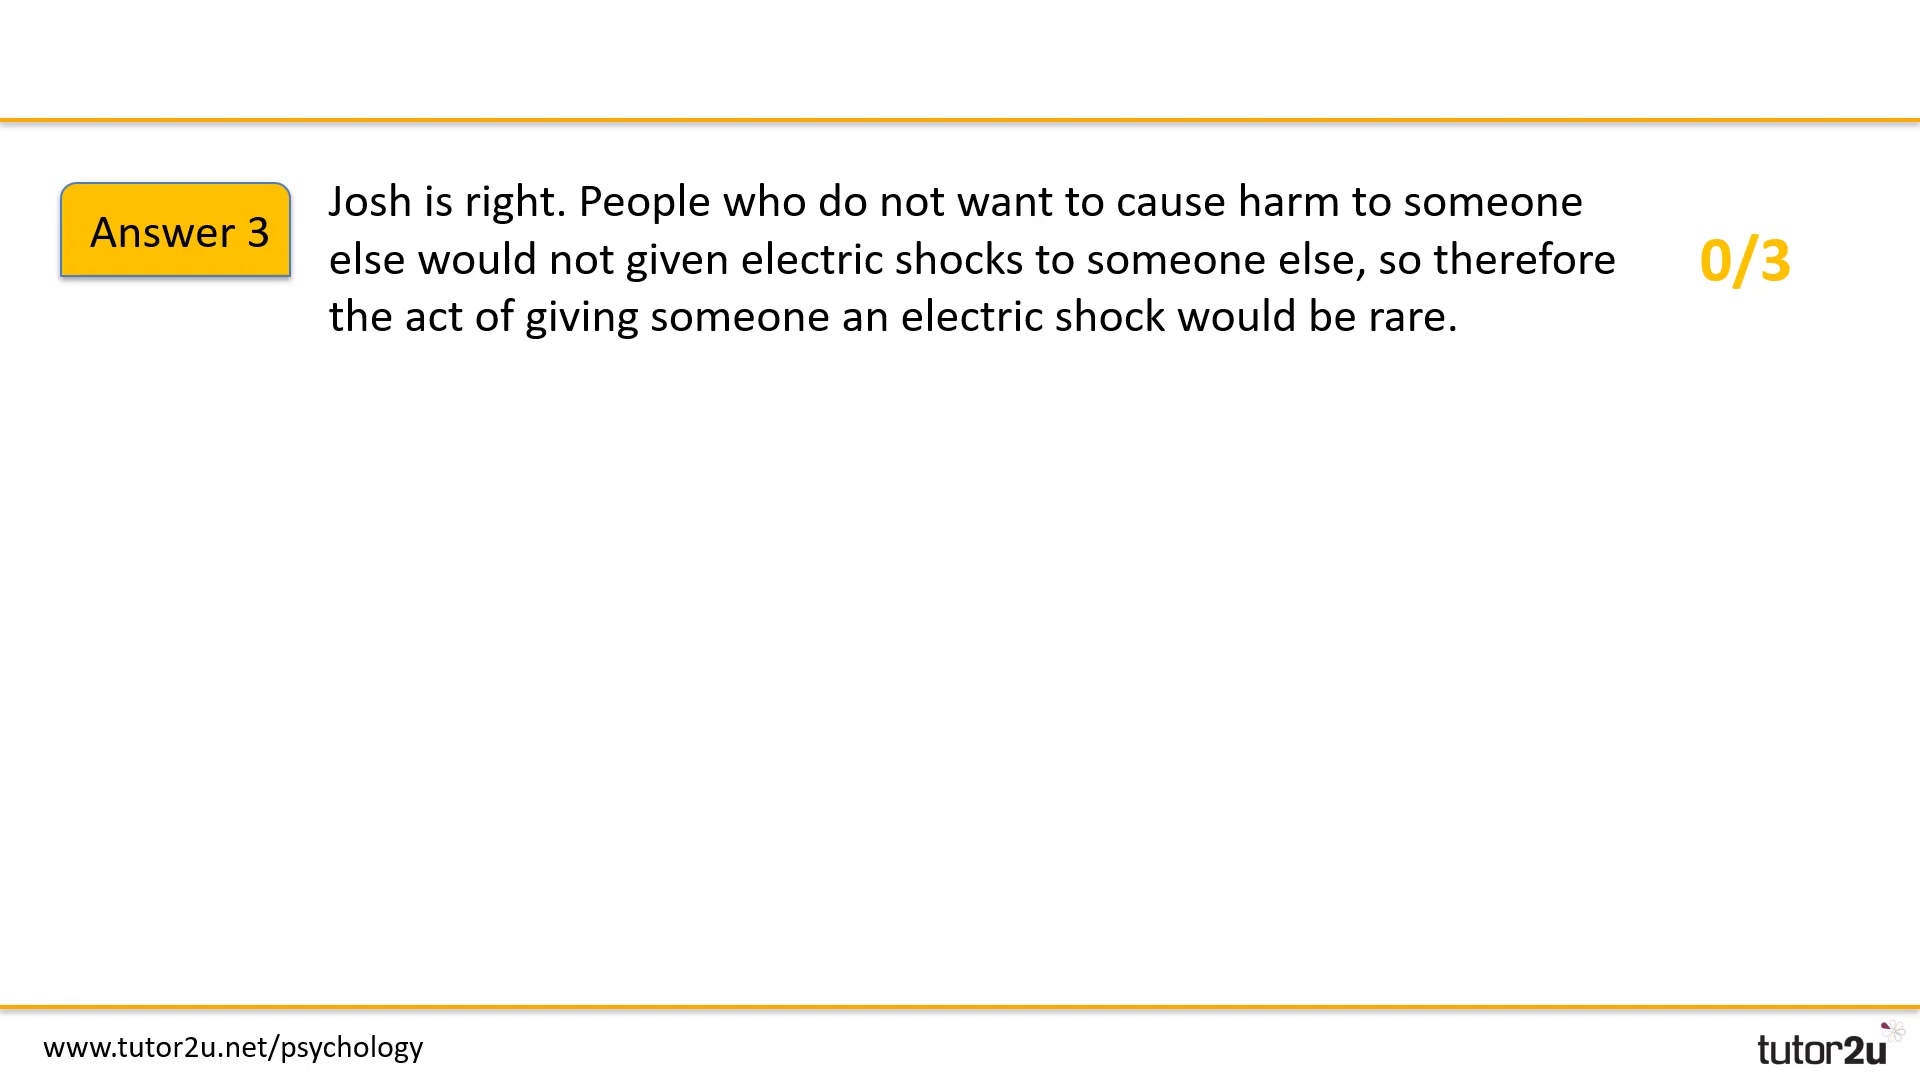 Answer 3
Josh is right. People who do not want to cause harm to someone
else would not given electric shocks to someone else, so therefore
the act of giving someone an electric shock would be rare.
0/3
www.tutor2u.net/psychology
tutor2u